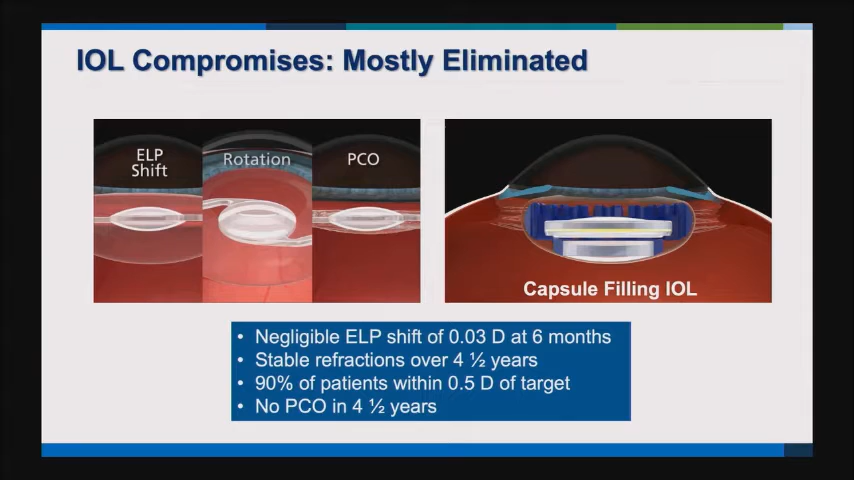 IOL Compromises: Mostly Eliminated
ELP
Shift
Rotation
PCO
Capsule Filling IOL
• Negligible ELP shift of 0.03 D at 6 months
• Stable refractions over 4 ½ years
• 90% of patients within 0.5 D of target
• No PCO in 4 ½ years